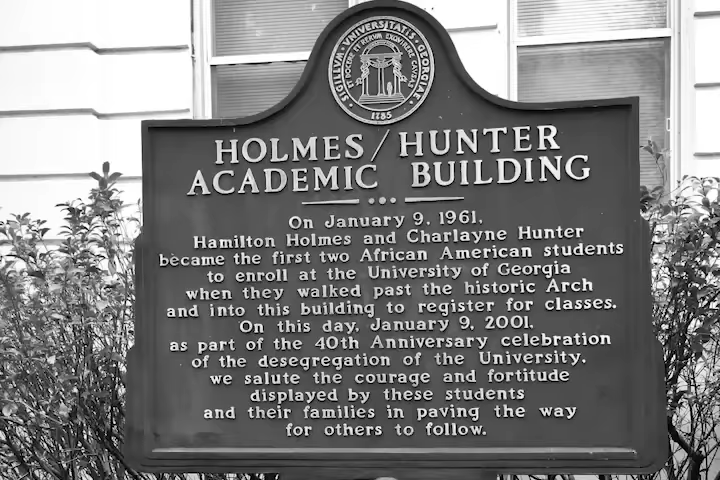 SIGILLVM UNIVERSITATIS GEORGIAE
ET DOCERE ET RERUM EXQUIRERE CAUSAS
1785
HOLMES/HUNTER
ACADEMIC BUILDING
On January 9, 1961,
Hamilton Holmes and Charlayne Hunter
became the first two African American students
to enroll at the University of Georgia
when they walked past the historic Arch
and into this building to register for classes.
On this day, January 9, 2001,
as part of the 40th Anniversary celebration
of the desegregation of the University,
we salute the courage and fortitude
displayed by these students
and their families in paving the way
for others to follow.